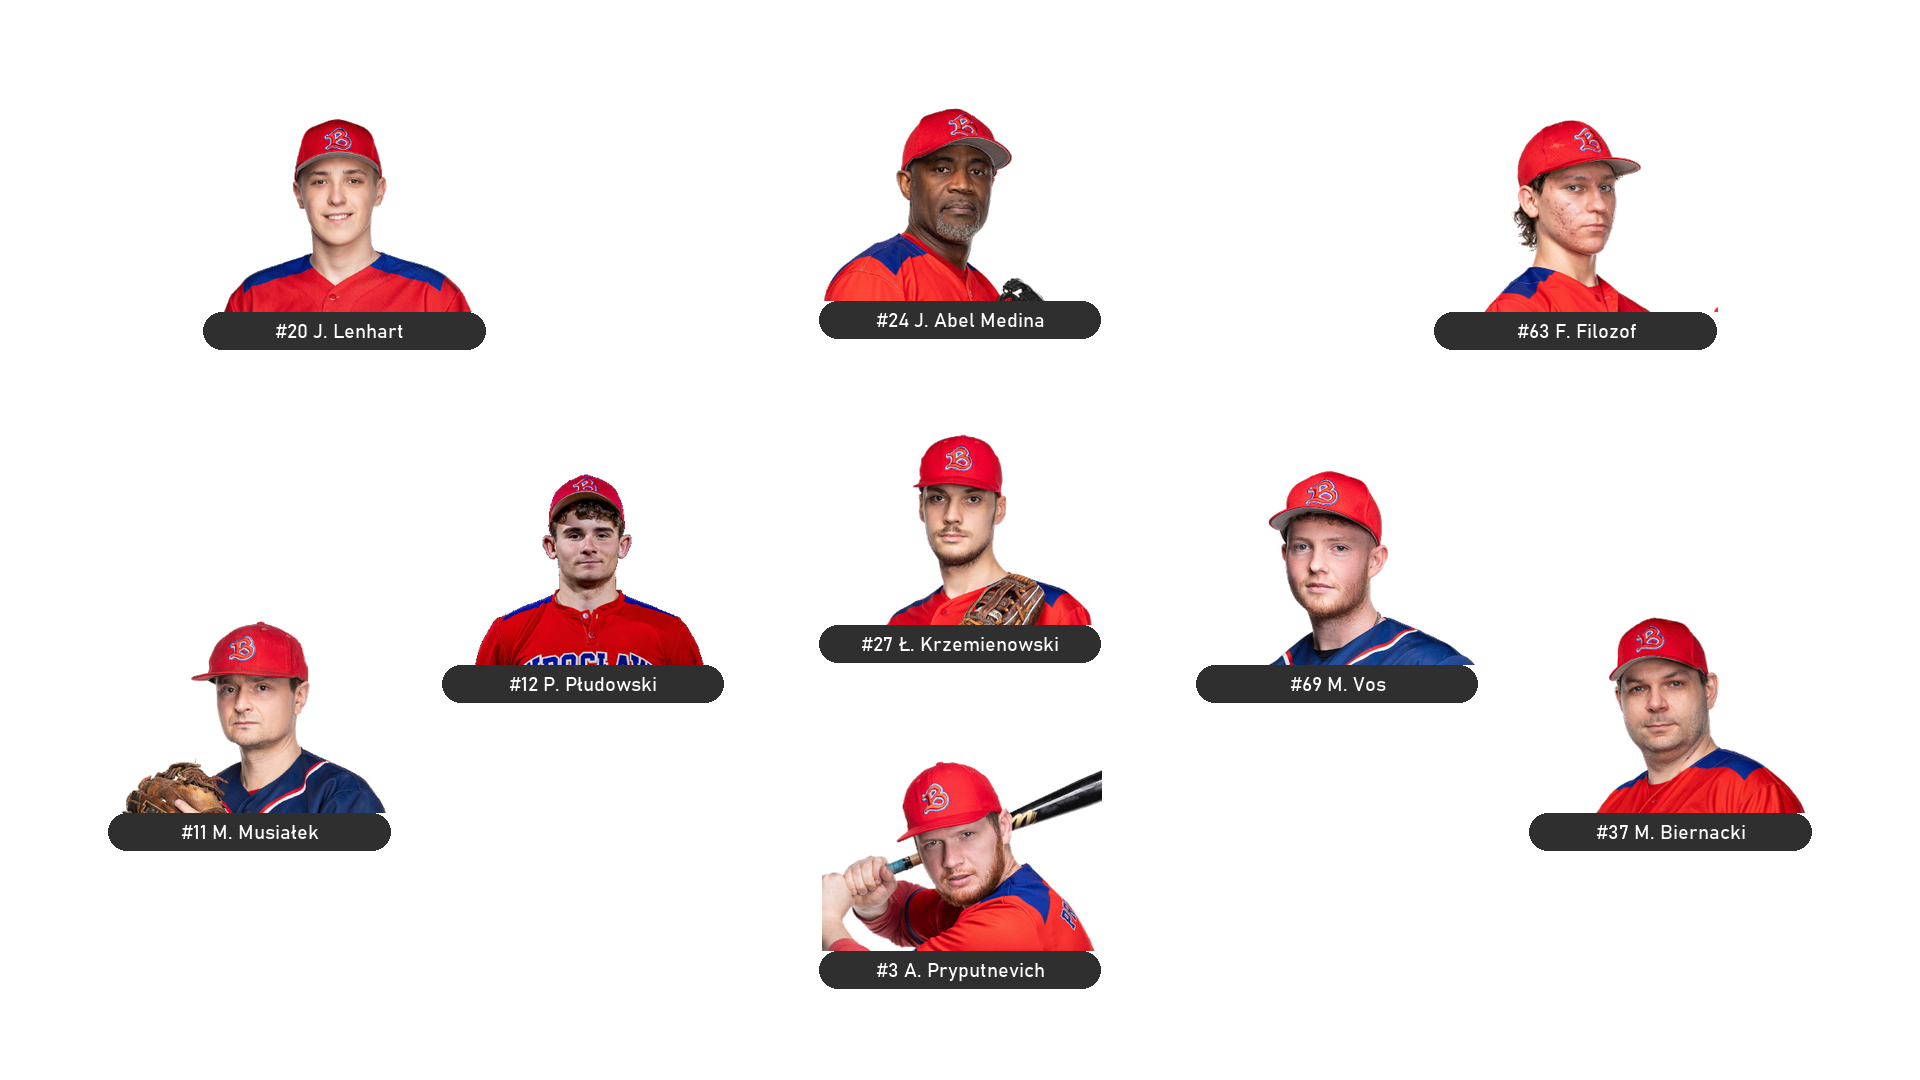 B
B
B
#20 J. Lenhart
#24 J. Abel Medina
#63 F. Filozof
B
B
B
WROCŁAW
#27 Ł. Krzemienowski
#12 P. Płudowski
#69 M. Vos
B
B
#11 M. Musiałek
#37 M. Biernacki
B
#3 A. Pryputnevich